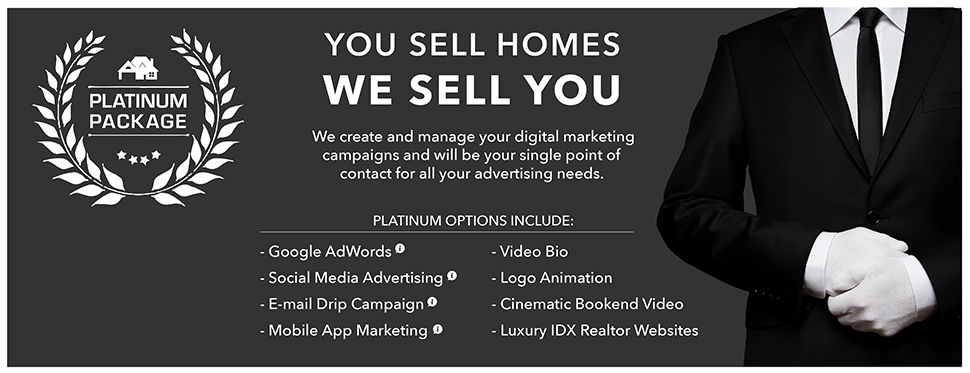 PLATINUM
PACKAGE
YOU SELL HOMES
WE SELL YOU
We create and manage your digital marketing
campaigns and will be your single point of
contact for all your advertising needs.
PLATINUM OPTIONS INCLUDE:
- Google AdWords i
- Social Media Advertising i
- E-mail Drip Campaign i
- Mobile App Marketing i
- Video Bio
- Logo Animation
- Cinematic Bookend Video
- Luxury IDX Realtor Websites